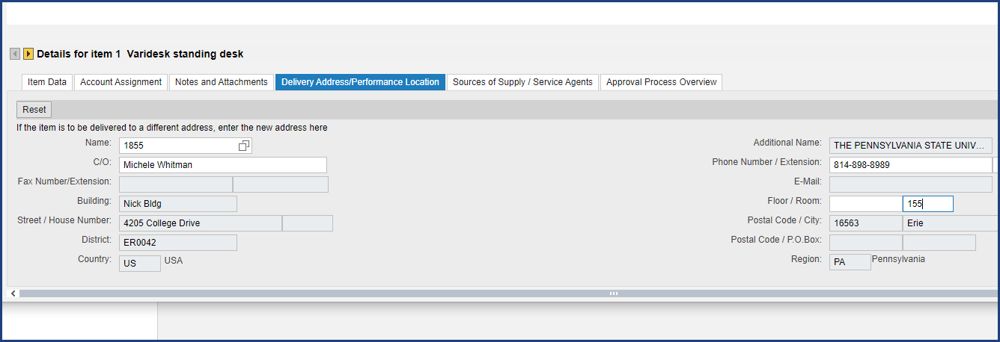 Details for item 1 Varidesk standing desk
Item Data Account Assignment Notes and Attachments Delivery Address/Performance Location Sources of Supply / Service Agents Approval Process Overview
Reset
If the item is to be delivered to a different address, enter the new address here
Name: 1855 Additional Name: THE PENNSYLVANIA STATE UNIV...
C/O: Michele Whitman Phone Number / Extension: 814-898-8989
Fax Number/Extension: E-Mail:
Building: Nick Bldg Floor / Room: 155
Street / House Number: 4205 College Drive Postal Code / City: 16563 Erie
District: ER0042 Postal Code / P.O.Box:
Country: US USA Region: PA Pennsylvania